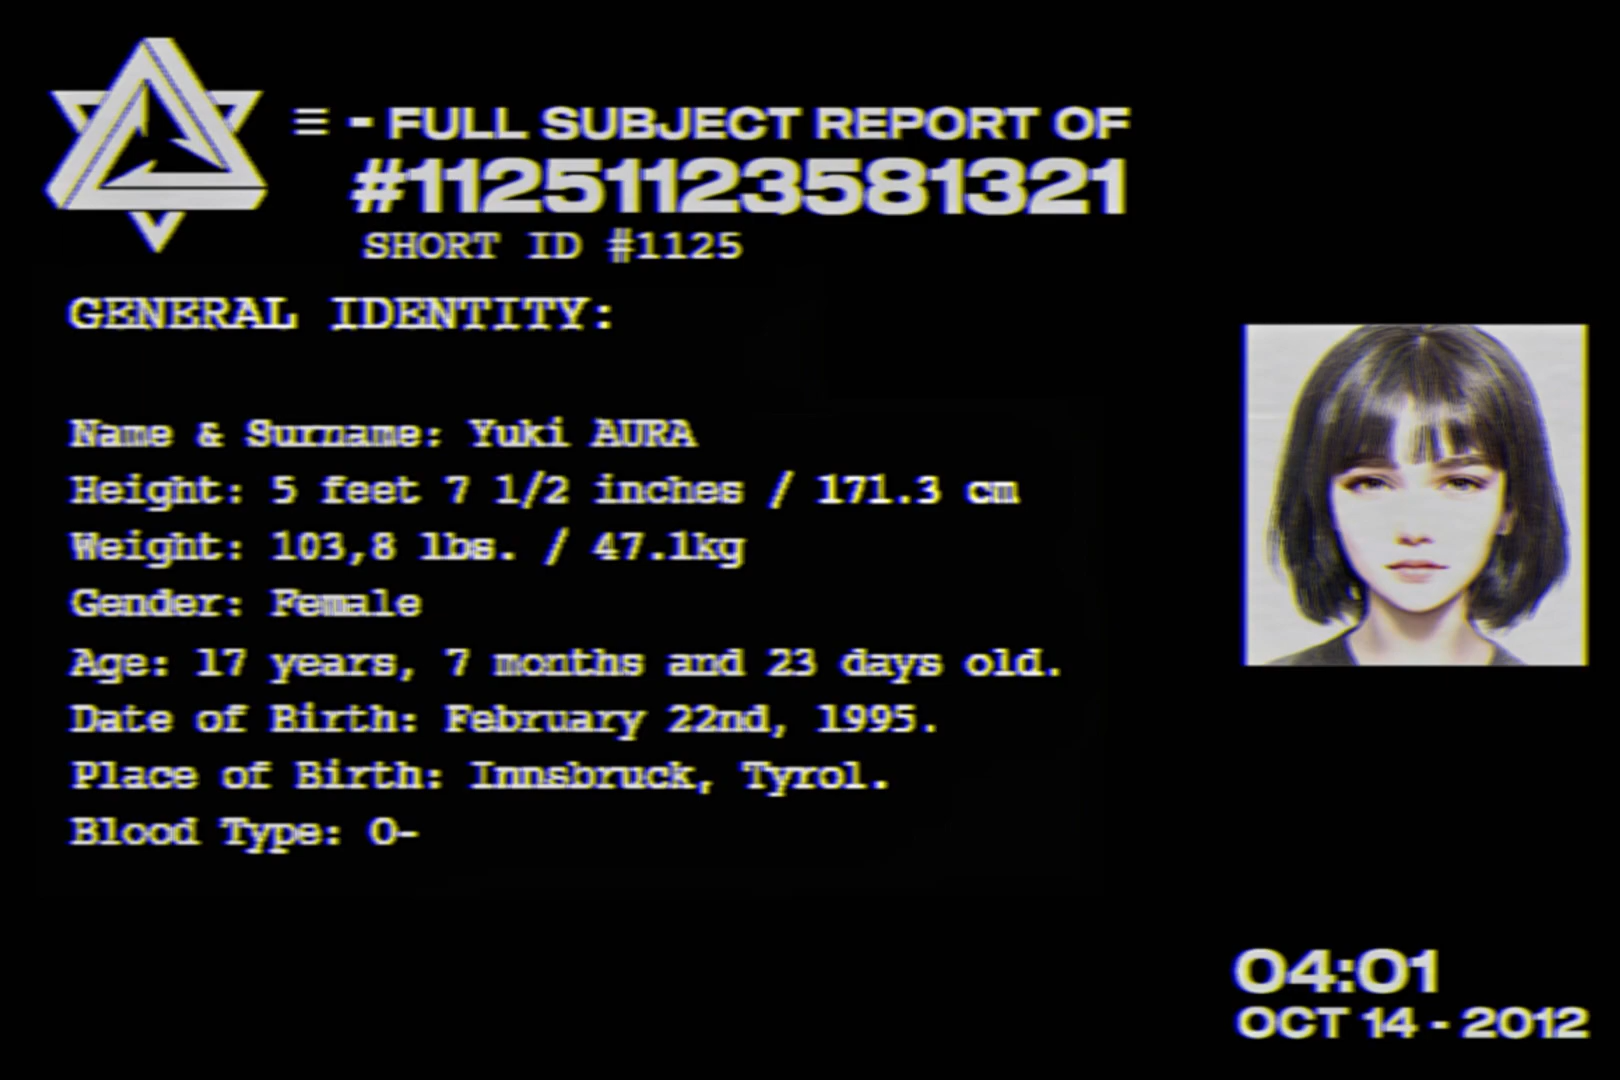 ≡ - FULL SUBJECT REPORT OF
#11251123581321
SHORT ID #1125
GENERAL IDENTITY:
Name & Surname: Yuki AURA
Height: 5 feet 7 1/2 inches / 171.3 cm
Weight: 103,8 lbs. / 47.1kg
Gender: Female
Age: 17 years, 7 months and 23 days old.
Date of Birth: February 22nd, 1995.
Place of Birth: Innsbruck, Tyrol.
Blood Type: O-
04:01
OCT 14 - 2012